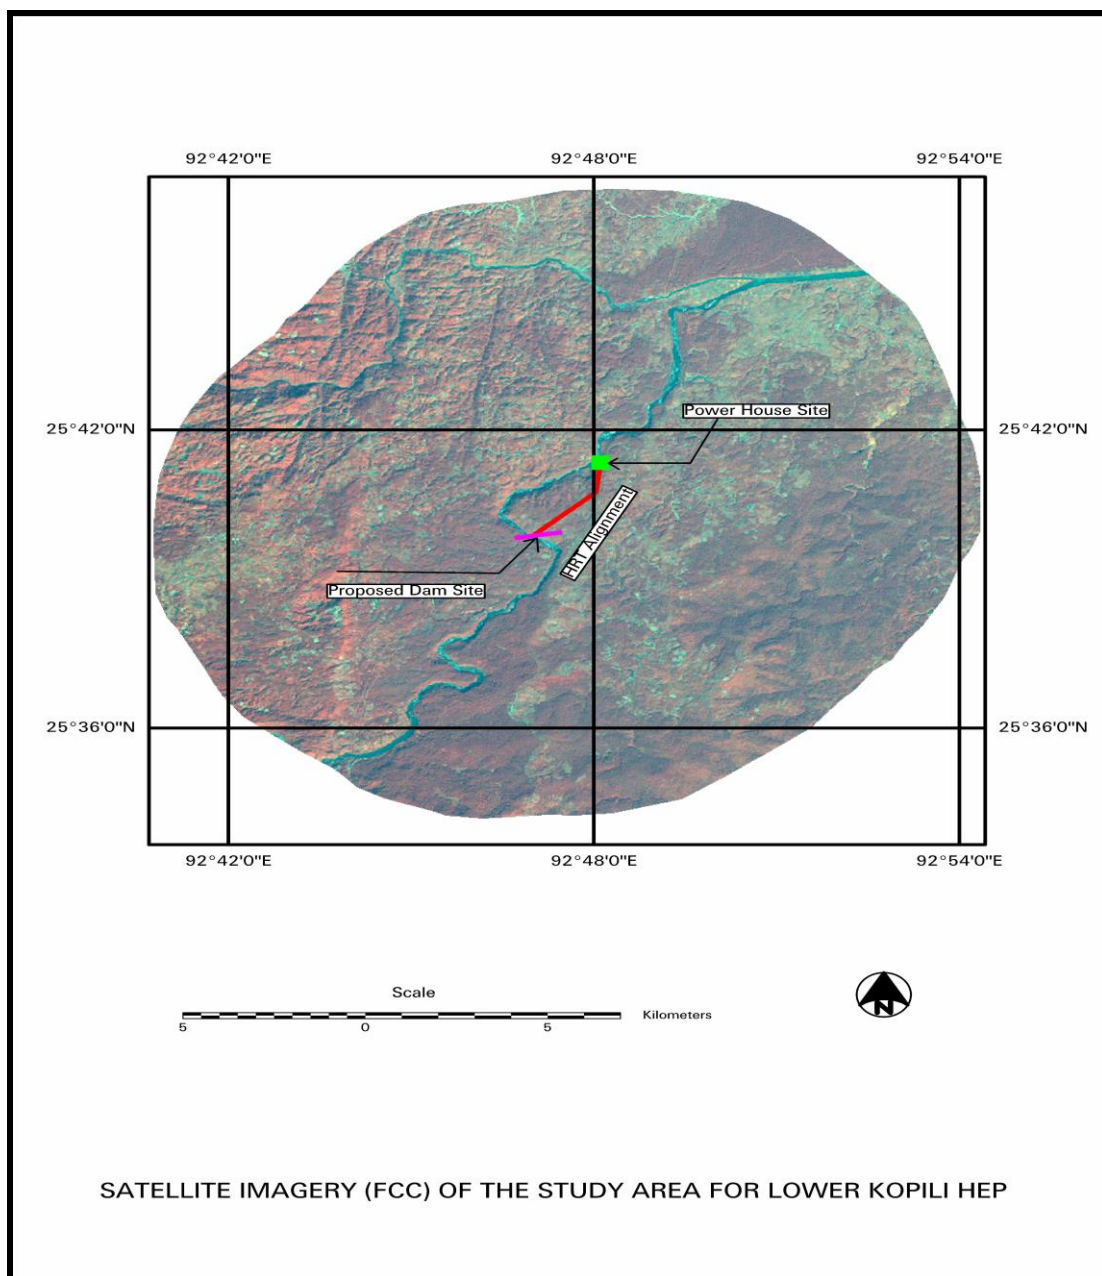 92°42'0"E 92°48'0"E 92°54'0"E
Power House Site
25°42'0"N 25°42'0"N
HRT Alignment
Proposed Dam Site
25°36'0"N 25°36'0"N
92°42'0"E 92°48'0"E 92°54'0"E
Scale
Kilometers
5 0 5
N
SATELLITE IMAGERY (FCC) OF THE STUDY AREA FOR LOWER KOPILI HEP